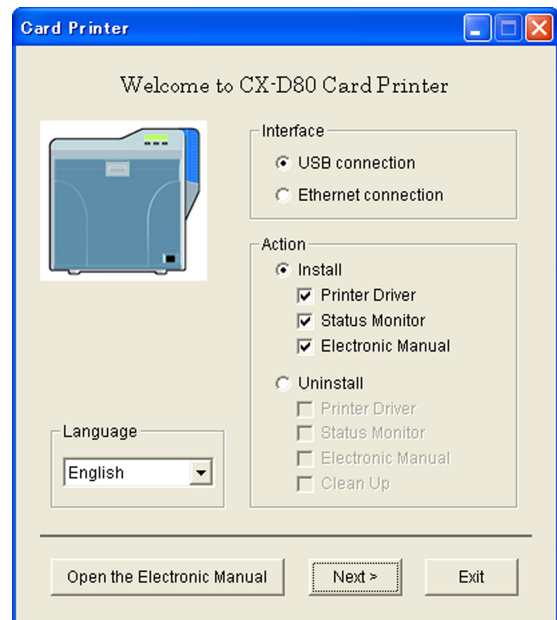 Card Printer
Welcome to CX-D80 Card Printer
Interface
USB connection
Ethernet connection
Action
Install
Printer Driver
Status Monitor
Electronic Manual
Uninstall
Printer Driver
Status Monitor
Electronic Manual
Clean Up
Language
English
Open the Electronic Manual
Next >
Exit